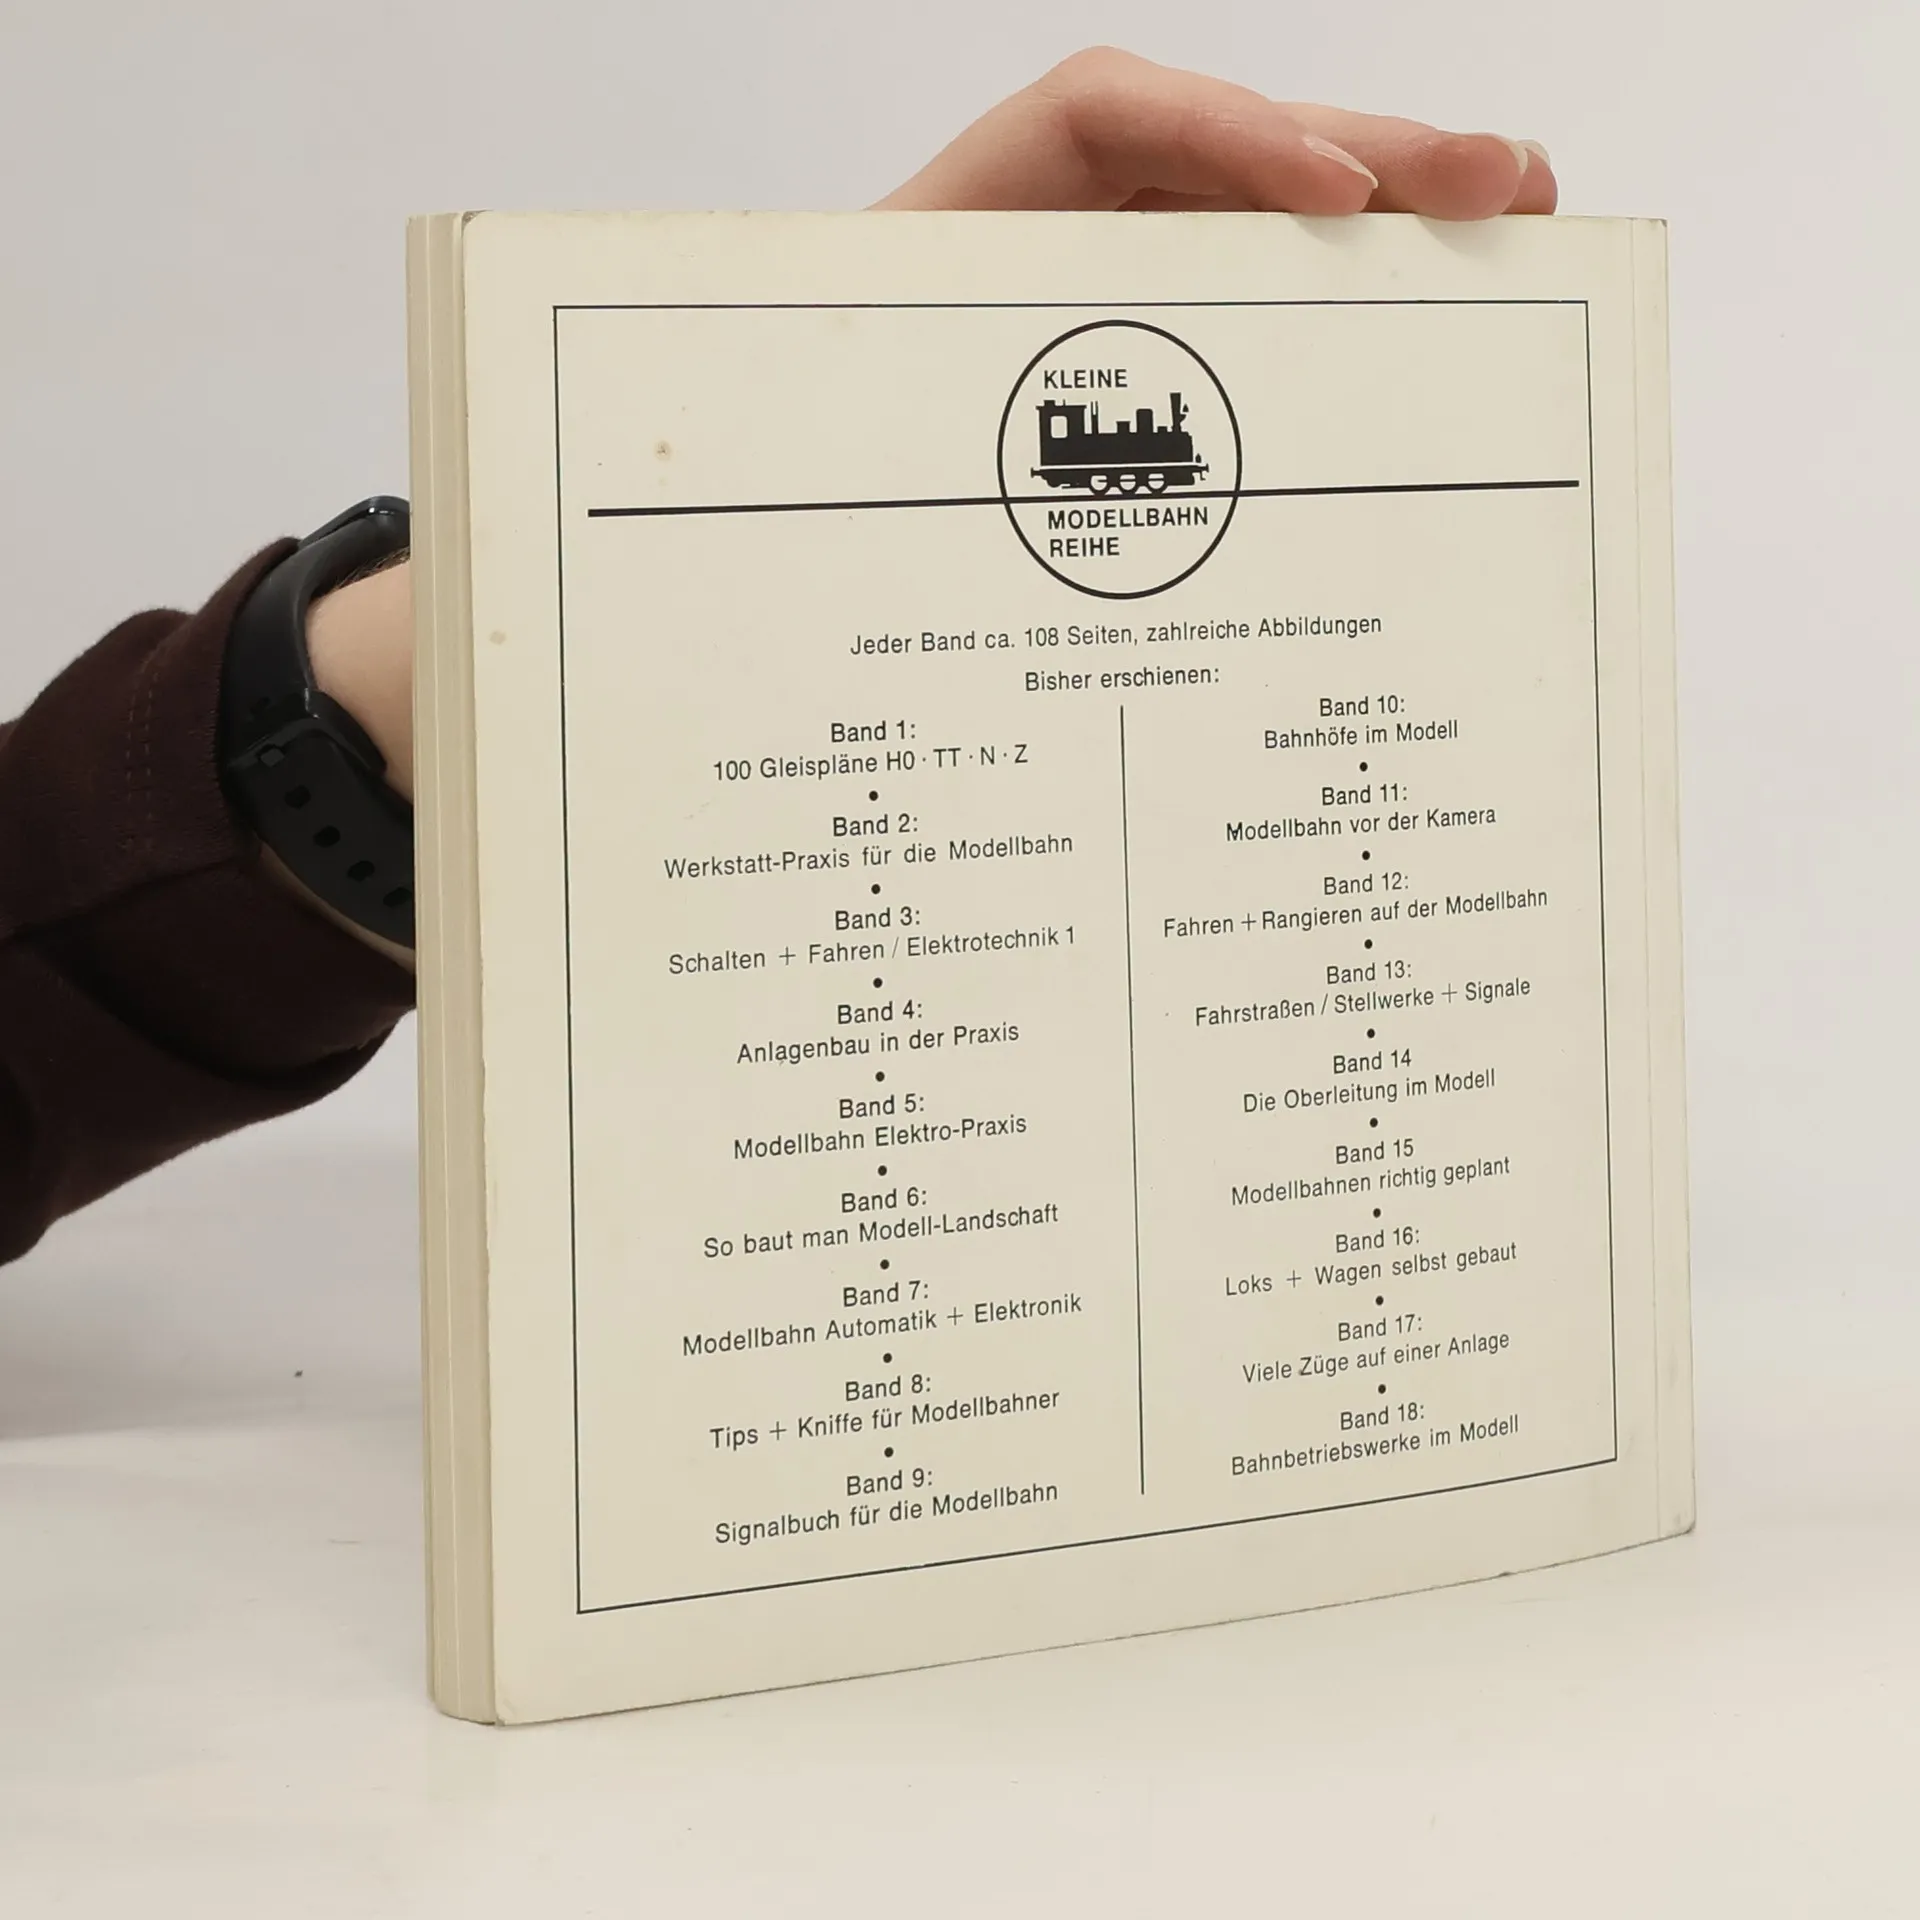 KLEINE
MODELLBAHN
REIHE
Jeder Band ca. 108 Seiten, zahlreiche Abbildungen
Bisher erschienen:
Band 1:
100 Gleispläne H0 · TT · N · Z
•
Band 2:
Werkstatt-Praxis für die Modellbahn
•
Band 3:
Schalten + Fahren / Elektrotechnik 1
•
Band 4:
Anlagenbau in der Praxis
•
Band 5:
Modellbahn Elektro-Praxis
•
Band 6:
So baut man Modell-Landschaft
•
Band 7:
Modellbahn Automatik + Elektronik
•
Band 8:
Tips + Kniffe für Modellbahner
•
Band 9:
Signalbuch für die Modellbahn
Band 10:
Bahnhöfe im Modell
•
Band 11:
Modellbahn vor der Kamera
•
Band 12:
Fahren + Rangieren auf der Modellbahn
•
Band 13:
Fahrstraßen / Stellwerke + Signale
•
Band 14
Die Oberleitung im Modell
•
Band 15
Modellbahnen richtig geplant
•
Band 16:
Loks + Wagen selbst gebaut
•
Band 17:
Viele Züge auf einer Anlage
•
Band 18:
Bahnbetriebswerke im Modell